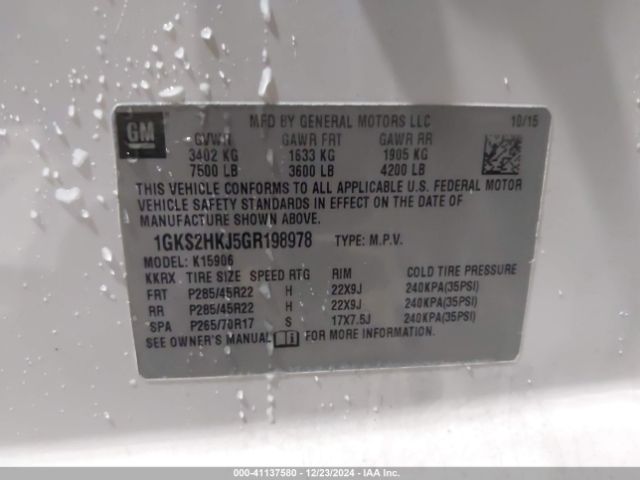 GM
MFD BY GENERAL MOTORS LLC 10/15
GVWR GAWR FRT GAWR RR
3402 KG 1633 KG 1905 KG
7500 LB 3600 LB 4200 LB
THIS VEHICLE CONFORMS TO ALL APPLICABLE U.S. FEDERAL MOTOR
VEHICLE SAFETY STANDARDS IN EFFECT ON THE DATE OF
MANUFACTURE SHOWN ABOVE.
1GKS2HKJ5GR198978 TYPE: M.P.V.
MODEL: K15906
KKRX TIRE SIZE SPEED RTG RIM COLD TIRE PRESSURE
FRT P285/45R22 H 22X9J 240KPA(35PSI)
RR P285/45R22 H 22X9J 240KPA(35PSI)
SPA P265/70R17 S 17X7.5J 240KPA(35PSI)
SEE OWNER'S MANUAL FOR MORE INFORMATION.
000-41137580 - 12/23/2024 - IAAI.COM